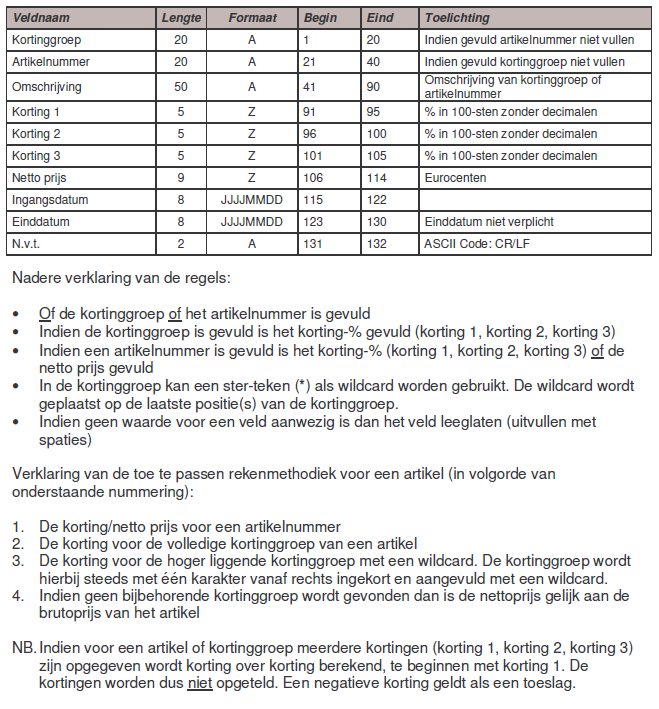 Veldnaam Lengte Formaat Begin Eind Toelichting
Kortinggroep 20 A 1 20 Indien gevuld artikelnummer niet vullen
Artikelnummer 20 A 21 40 Indien gevuld kortinggroep niet vullen
Omschrijving 50 A 41 90 Omschrijving van kortinggroep of
artikelnummer
Korting 1 5 Z 91 95 % in 100-sten zonder decimalen
Korting 2 5 Z 96 100 % in 100-sten zonder decimalen
Korting 3 5 Z 101 105 % in 100-sten zonder decimalen
Netto prijs 9 Z 106 114 Eurocenten
Ingangsdatum 8 JJJJMMDD 115 122
Einddatum 8 JJJJMMDD 123 130 Einddatum niet verplicht
N.v.t. 2 A 131 132 ASCII Code: CR/LF
Nadere verklaring van de regels:
• Of de kortinggroep of het artikelnummer is gevuld
• Indien de kortinggroep is gevuld is het korting-% gevuld (korting 1, korting 2, korting 3)
• Indien een artikelnummer is gevuld is het korting-% (korting 1, korting 2, korting 3) of de
netto prijs gevuld
• In de kortinggroep kan een ster-teken (*) als wildcard worden gebruikt. De wildcard wordt
geplaatst op de laatste positie(s) van de kortinggroep.
• Indien geen waarde voor een veld aanwezig is dan het veld leeglaten (uitvullen met
spaties)
Verklaring van de toe te passen rekenmethodiek voor een artikel (in volgorde van
onderstaande nummering):
1. De korting/netto prijs voor een artikelnummer
2. De korting voor de volledige kortinggroep van een artikel
3. De korting voor de hoger liggende kortinggroep met een wildcard. De kortinggroep wordt
hierbij steeds met één karakter vanaf rechts ingekort en aangevuld met een wildcard.
4. Indien geen bijbehorende kortinggroep wordt gevonden dan is de nettoprijs gelijk aan de
brutoprijs van het artikel
NB. Indien voor een artikel of kortinggroep meerdere kortingen (korting 1, korting 2, korting 3)
zijn opgegeven wordt korting over korting berekend, te beginnen met korting 1. De
kortingen worden dus niet opgeteld. Een negatieve korting geldt als een toeslag.